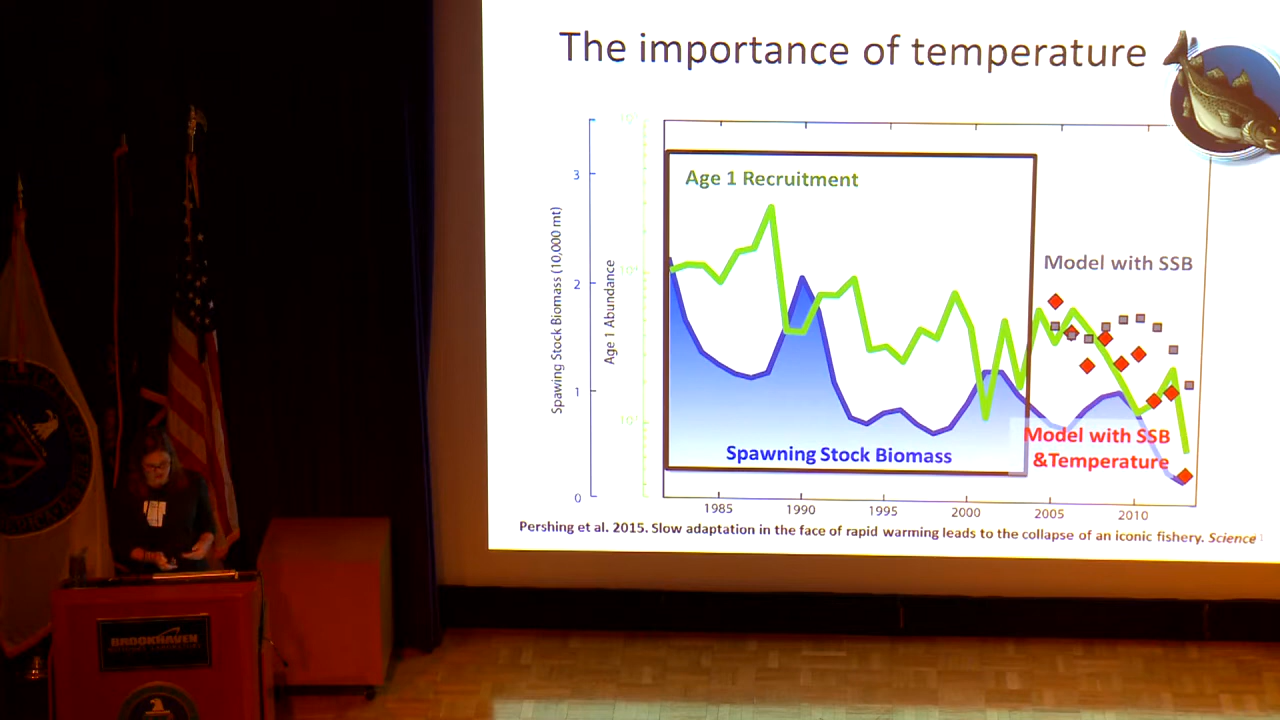 The importance of temperature
Age 1 Recruitment
Model with SSB
Spawing Stock Biomass (10,000 mt)
Age 1 Abundance
3
2
1
0
Spawning Stock Biomass
Model with SSB
&Temperature
1985
1990
1995
2000
2005
2010
Pershing et al. 2015. Slow adaptation in the face of rapid warming leads to the collapse of an iconic fishery. Science
BROOKHAVEN